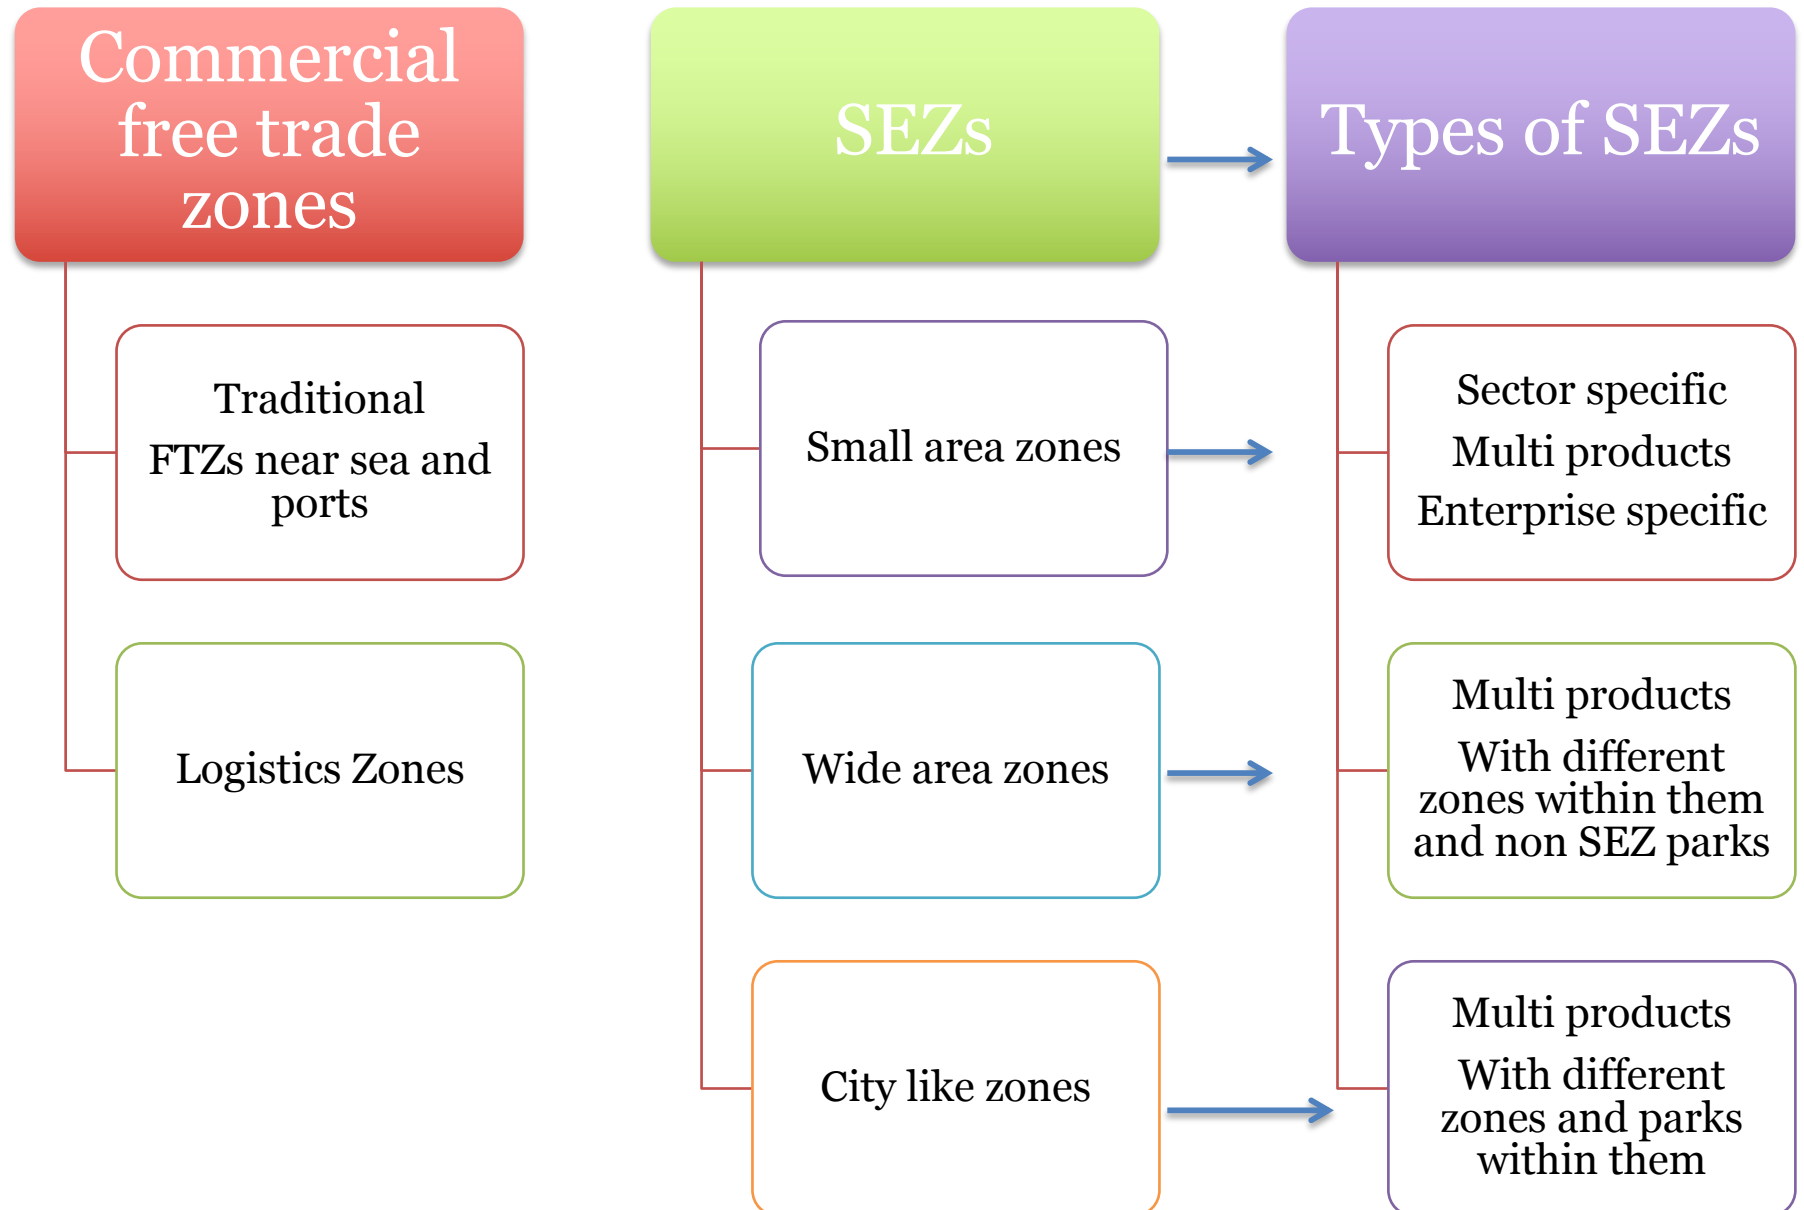 Commercial
free trade
zones
Traditional
FTZs near sea and
ports
Logistics Zones
SEZs
Small area zones
Wide area zones
City like zones
Types of SEZs
Sector specific
Multi products
Enterprise specific
Multi products
With different
zones within them
and non SEZ parks
Multi products
With different
zones and parks
within them